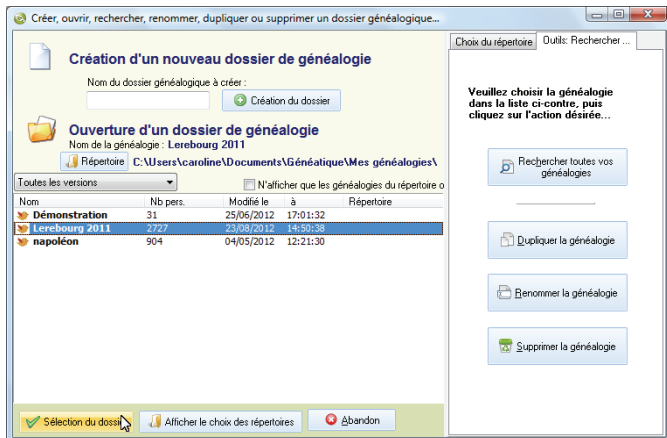 Créer, ouvrir, rechercher, renommer, dupliquer ou supprimer un dossier généalogique...
Choix du répertoire
Outils: Rechercher ...
Création d'un nouveau dossier de généalogie
Nom du dossier généalogique à créer :
Création du dossier
Ouverture d'un dossier de généalogie
Nom de la généalogie : Lerebourg 2011
Répertoire C:\Users\caroline\Documents\Généatique\Mes généalogies\
Toutes les versions
N'afficher que les généalogies du répertoire o
Nom Nb pers. Modifié le à Répertoire
Démonstration 31 25/06/2012 17:01:32
Lerebourg 2011 2727 23/08/2012 14:50:38
napoléon 904 04/05/2012 12:21:30
Sélection du dossi
Afficher le choix des répertoires
Abandon
Veuillez choisir la généalogie
dans la liste ci-contre, puis
cliquez sur l'action désirée...
Rechercher toutes vos
généalogies
Dupliquer la généalogie
Renommer la généalogie
Supprimer la généalogie